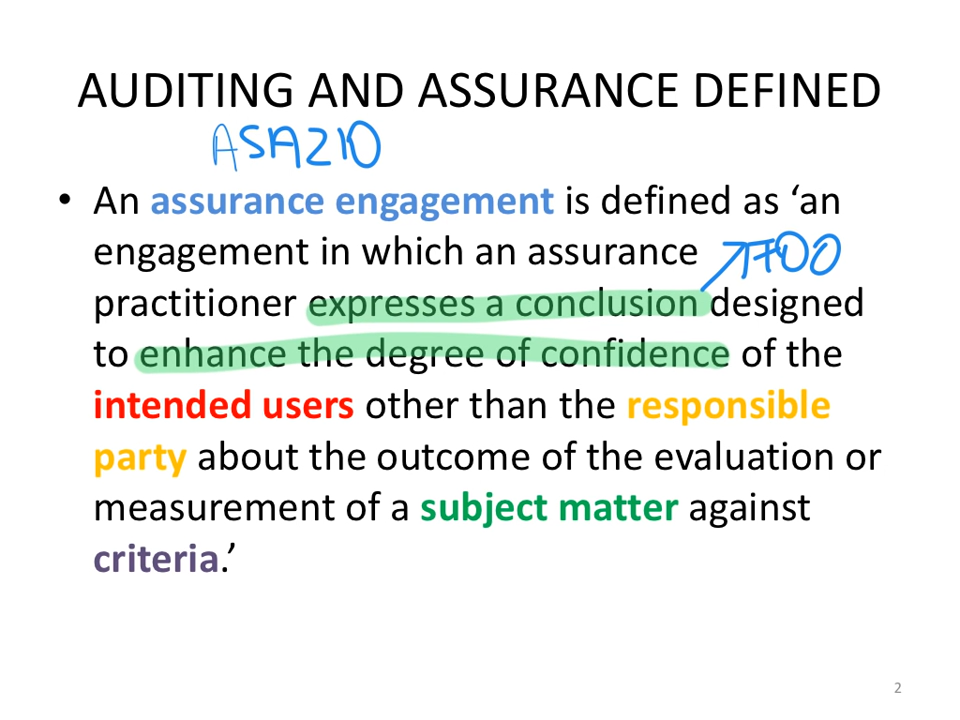 AUDITING AND ASSURANCE DEFINED
ASA210
• An assurance engagement is defined as ‘an
engagement in which an assurance
1700
practitioner expresses a conclusion designed
to enhance the degree of confidence of the
intended users other than the responsible
party about the outcome of the evaluation or
measurement of a subject matter against
criteria.’
2